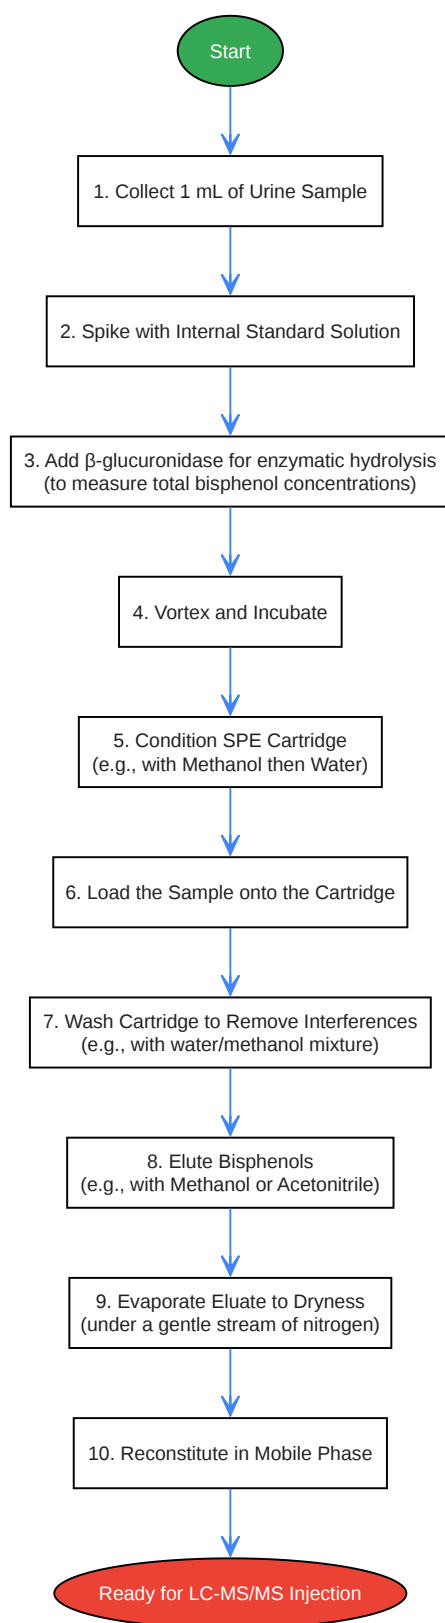 Start
1. Collect 1 mL of Urine Sample
2. Spike with Internal Standard Solution
3. Add β-glucuronidase for enzymatic hydrolysis
(to measure total bisphenol concentrations)
4. Vortex and Incubate
5. Condition SPE Cartridge
(e.g., with Methanol then Water)
6. Load the Sample onto the Cartridge
7. Wash Cartridge to Remove Interferences
(e.g., with water/methanol mixture)
8. Elute Bisphenols
(e.g., with Methanol or Acetonitrile)
9. Evaporate Eluate to Dryness
(under a gentle stream of nitrogen)
10. Reconstitute in Mobile Phase
Ready for LC-MS/MS Injection